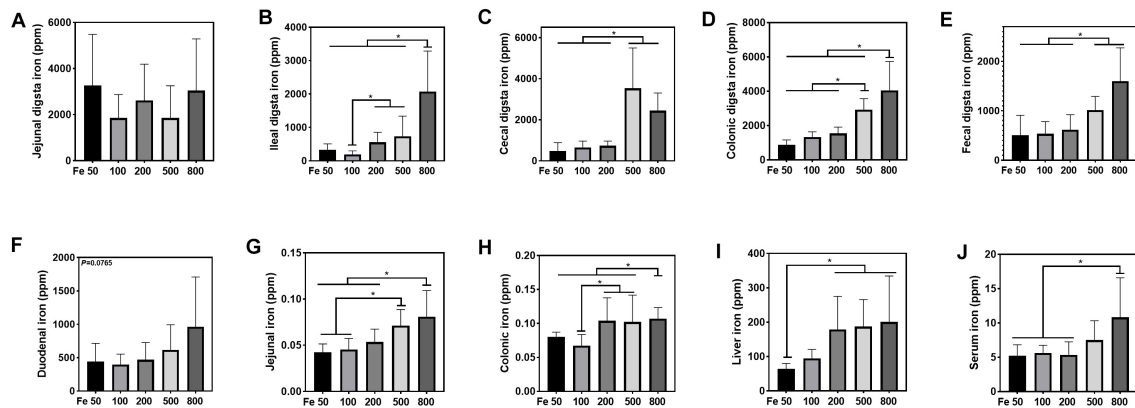 A
Jejunal digsta iron (ppm)
6000
4000
2000
0
Fe 50 100 200 500 800
B
Ileal digsta iron (ppm)
4000
3000
2000
1000
0
*
*
Fe 50 100 200 500 800
C
Cecal digsta iron (ppm)
6000
4000
2000
0
*
Fe 50 100 200 500 800
D
Colonic digsta iron (ppm)
8000
6000
4000
2000
0
*
*
Fe 50 100 200 500 800
E
Fecal digsta iron (ppm)
2000
1000
0
*
Fe 50 100 200 500 800
F
Duodenal iron (ppm)
2000
1500
1000
500
0
P=0.0765
Fe 50 100 200 500 800
G
Jejunal iron (ppm)
0.15
0.10
0.05
0.00
*
*
Fe 50 100 200 500 800
H
Colonic iron (ppm)
0.20
0.15
0.10
0.05
0.00
*
*
Fe 50 100 200 500 800
I
Liver iron (ppm)
400
300
200
100
0
*
Fe 50 100 200 500 800
J
Serum iron (ppm)
20
15
10
5
0
*
Fe 50 100 200 500 800